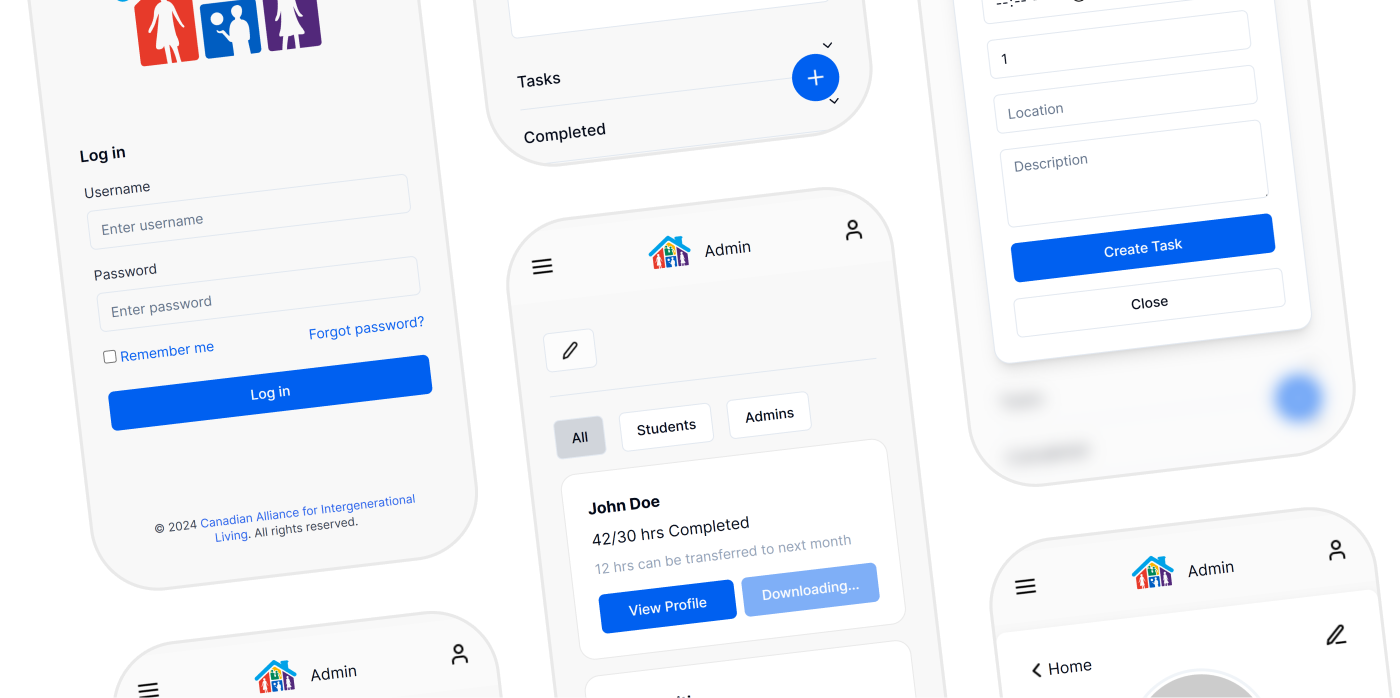 Log in
Username
Enter username
Password
Enter password
Remember me
Forgot password?
Log in
© 2024 Canadian Alliance for Intergenerational
Living. All rights reserved.
Admin
Tasks
Completed
Admin
All
Students
Admins
John Doe
42/30 hrs Completed
12 hrs can be transferred to next month
View Profile
Downloading...
1
Location
Description
Create Task
Close
Admin
Home